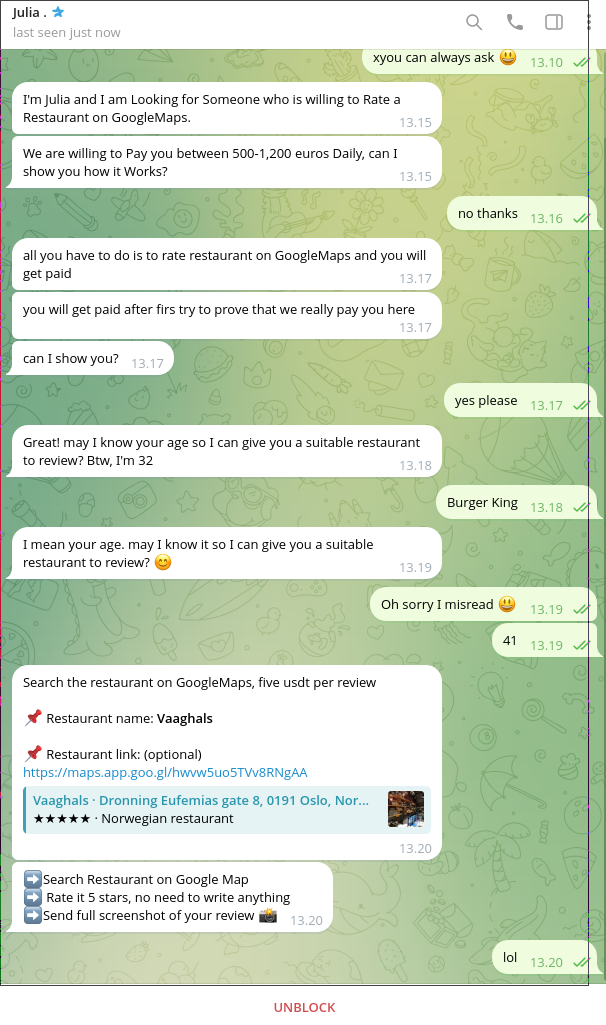 Julia .
last seen just now
xyou can always ask 😃 13.10
I'm Julia and I am Looking for Someone who is willing to Rate a
Restaurant on GoogleMaps.
13.15
We are willing to Pay you between 500-1,200 euros Daily, can I
show you how it Works?
13.15
no thanks 13.16
all you have to do is to rate restaurant on GoogleMaps and you will
get paid
13.17
you will get paid after firs try to prove that we really pay you here
13.17
can I show you? 13.17
yes please 13.17
Great! may I know your age so I can give you a suitable restaurant
to review? Btw, I'm 32
13.18
Burger King 13.18
I mean your age. may I know it so I can give you a suitable
restaurant to review? 😊
13.19
Oh sorry I misread 😃 13.19
41 13.19
Search the restaurant on GoogleMaps, five usdt per review
📌 Restaurant name: Vaaghals
📌 Restaurant link: (optional)
https://maps.app.goo.gl/hwvw5uo5TVv8RNgAA
Vaaghals · Dronning Eufemias gate 8, 0191 Oslo, Nor...
★★★★★ · Norwegian restaurant
13.20
➡️Search Restaurant on Google Map
➡️ Rate it 5 stars, no need to write anything
➡️Send full screenshot of your review 📸 13.20
lol 13.20
UNBLOCK